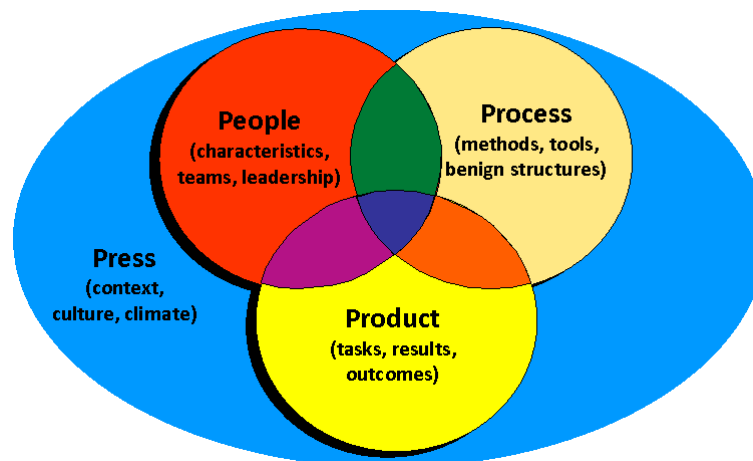 People
(characteristics,
teams, leadership)
Process
(methods, tools,
benign structures)
Press
(context,
culture, climate)
Product
(tasks, results,
outcomes)